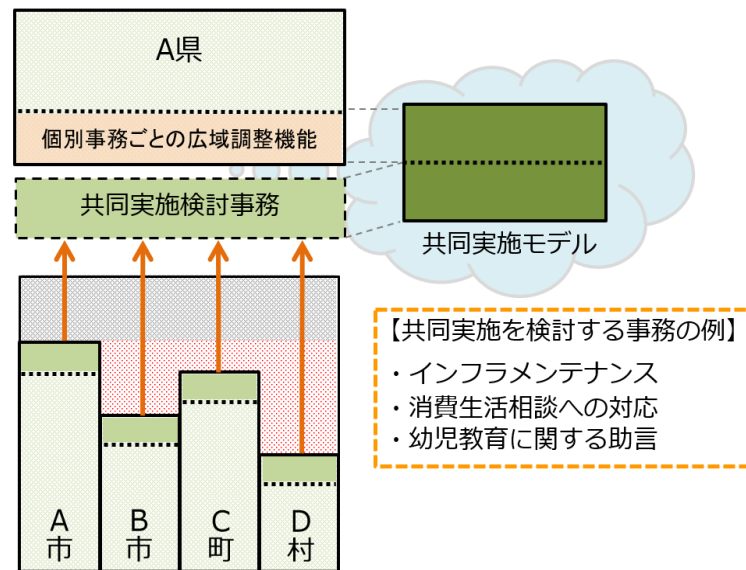 A県
個別事務ごとの広域調整機能
共同実施検討事務
共同実施モデル
【共同実施を検討する事務の例】
・インフラメンテナンス
・消費生活相談への対応
・幼児教育に関する助言
A市
B市
C町
D村